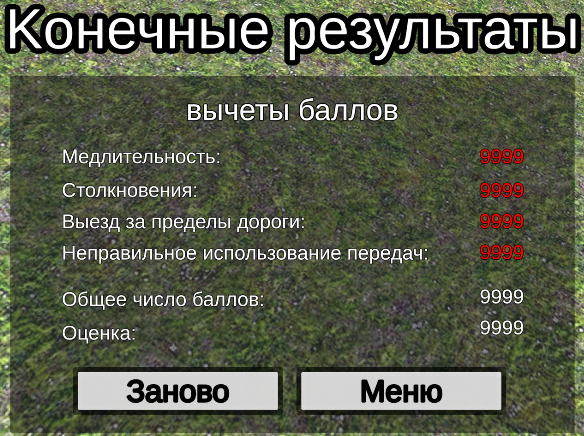 Конечные результаты
вычеты баллов
Медлительность: 9999
Столкновения: 9999
Выезд за пределы дороги: 9999
Неправильное использование передач: 9999
Общее число баллов: 9999
Оценка: 9999
Заново Меню